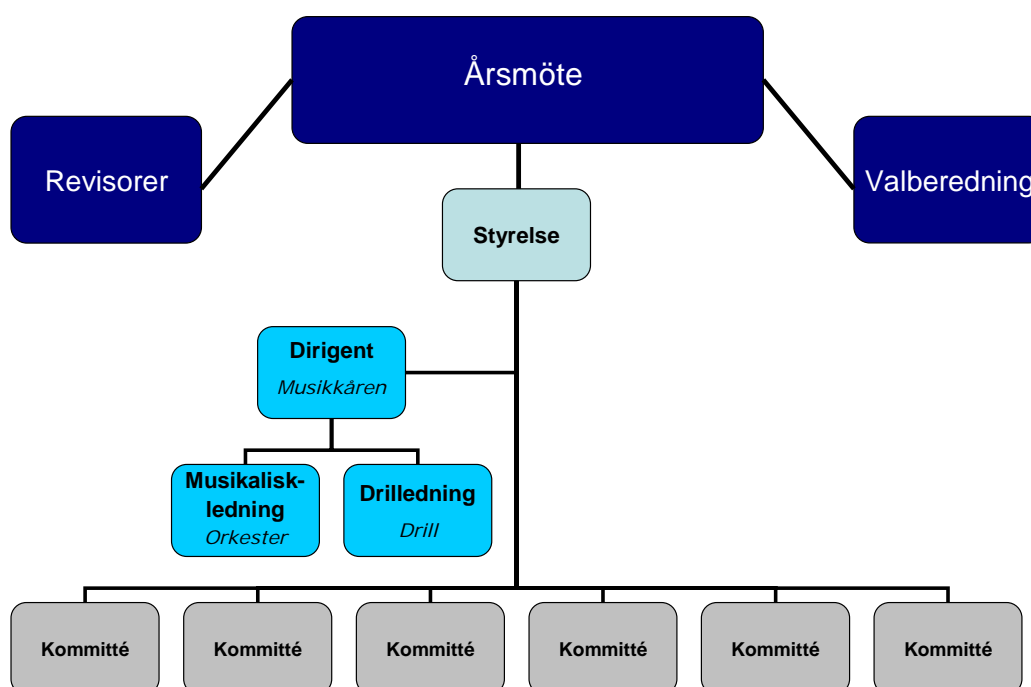 Årsmöte
Revisorer
Valberedning
Styrelse
Dirigent
Musikkåren
Musikalisk-
ledning
Orkester
Drilledning
Drill
Kommitté
Kommitté
Kommitté
Kommitté
Kommitté
Kommitté